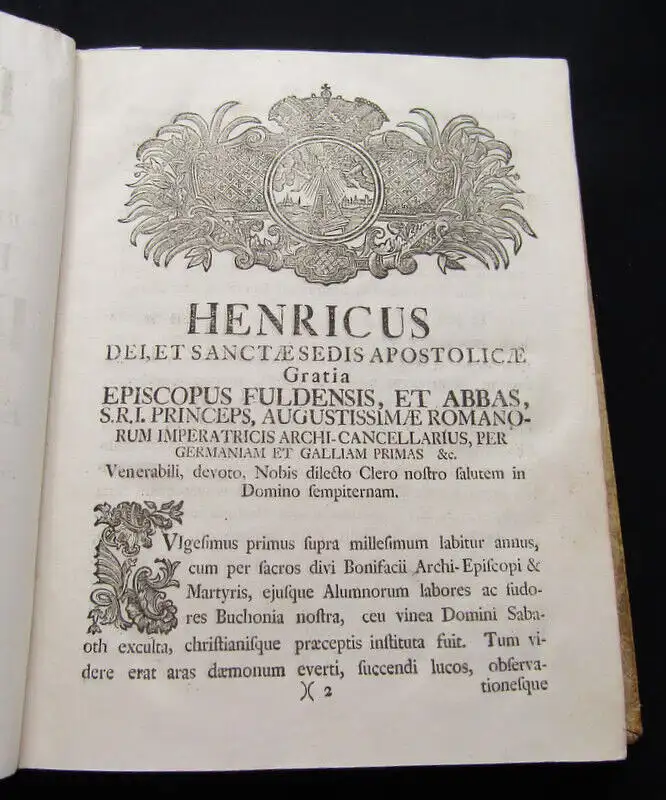 HENRICUS
DEI, ET SANCTÆ SEDIS APOSTOLICÆ
Gratia
EPISCOPUS FULDENSIS, ET ABBAS,
S.R.I. PRINCEPS, AUGUSTISSIMÆ ROMANO-
RUM IMPERATRICIS ARCHI-CANCELLARIUS, PER
GERMANIAM ET GALLIAM PRIMAS &c.
Venerabili, devoto, Nobis dilecto Clero noſtro ſalutem in
Domino ſempiternam.
VIgeſimus primus ſupra milleſimum labitur annus,
cum per ſacros divi Bonifacii Archi-Epiſcopi &
Martyris, ejuſque Alumnorum labores ac ſudo-
res Buchonia noſtra, ceu vinea Domini Saba-
oth exculta, chriſtianiſque præceptis inſtituta fuit. Tum vi-
dere erat aras dæmonum everti, ſuccendi lucos, obſerva-
)( 2
tioneſque